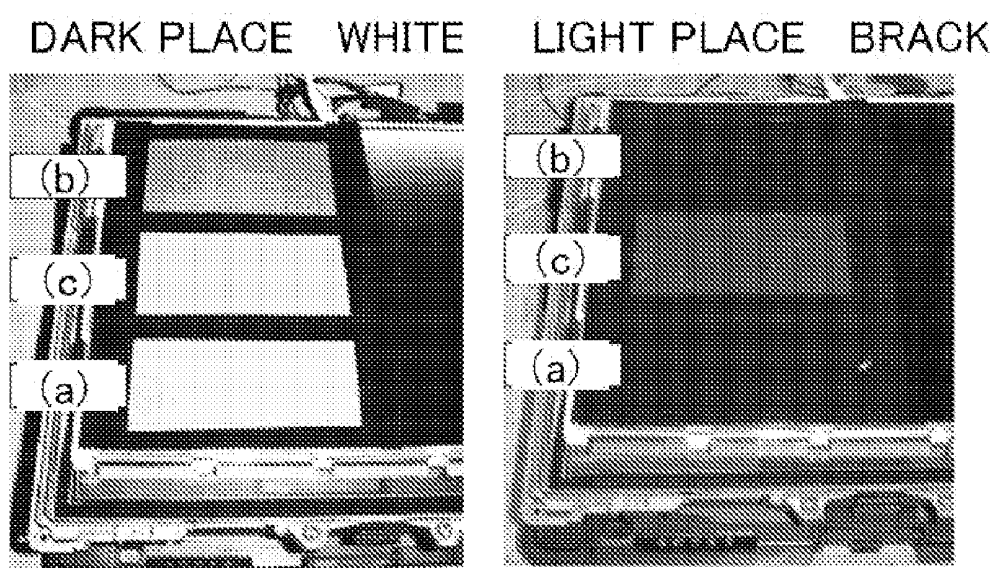 DARK PLACE WHITE
LIGHT PLACE BRACK
(b)
(c)
(a)
(b)
(c)
(a)